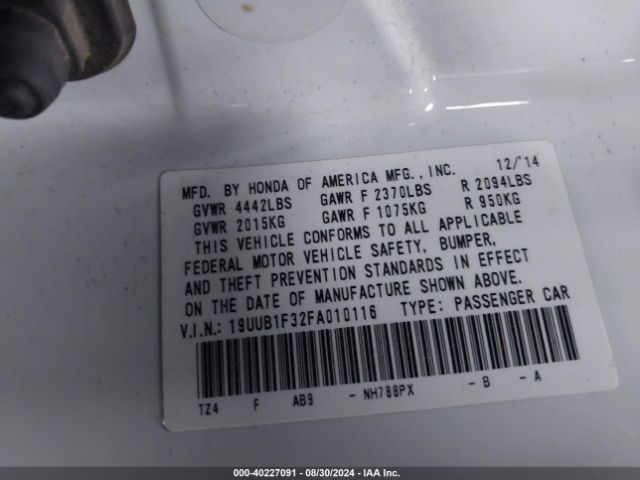 MFD. BY HONDA OF AMERICA MFG., INC. 12/'14
GVWR 4442LBS GAWR F 2370LBS R 2094LBS
GVWR 2015KG GAWR F 1075KG R 950KG
THIS VEHICLE CONFORMS TO ALL APPLICABLE
FEDERAL MOTOR VEHICLE SAFETY, BUMPER,
AND THEFT PREVENTION STANDARDS IN EFFECT
ON THE DATE OF MANUFACTURE SHOWN ABOVE.
V.I.N.: 19UUB1F32FA010116 TYPE: PASSENGER CAR
TZ4 F AB9 - NH788PX - B - A
000-40227091 - 08/30/2024 - IAA Inc.